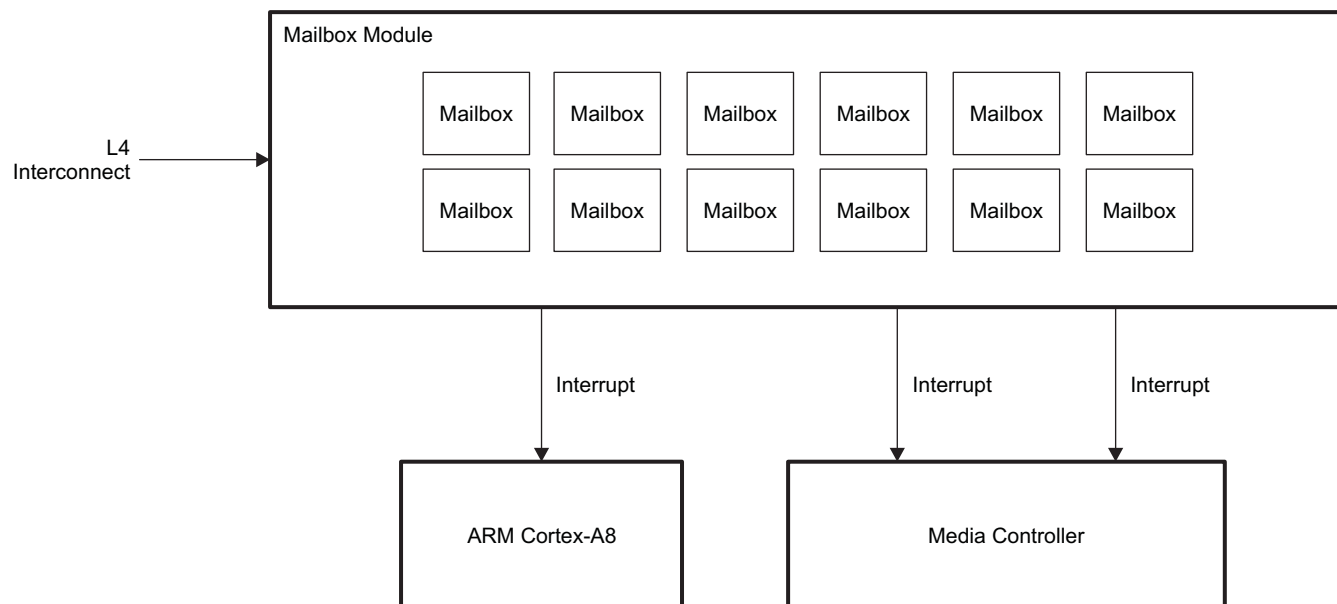 Mailbox Module
Mailbox Mailbox Mailbox Mailbox Mailbox Mailbox
L4
Interconnect
Mailbox Mailbox Mailbox Mailbox Mailbox Mailbox
Interrupt Interrupt Interrupt
ARM Cortex-A8 Media Controller